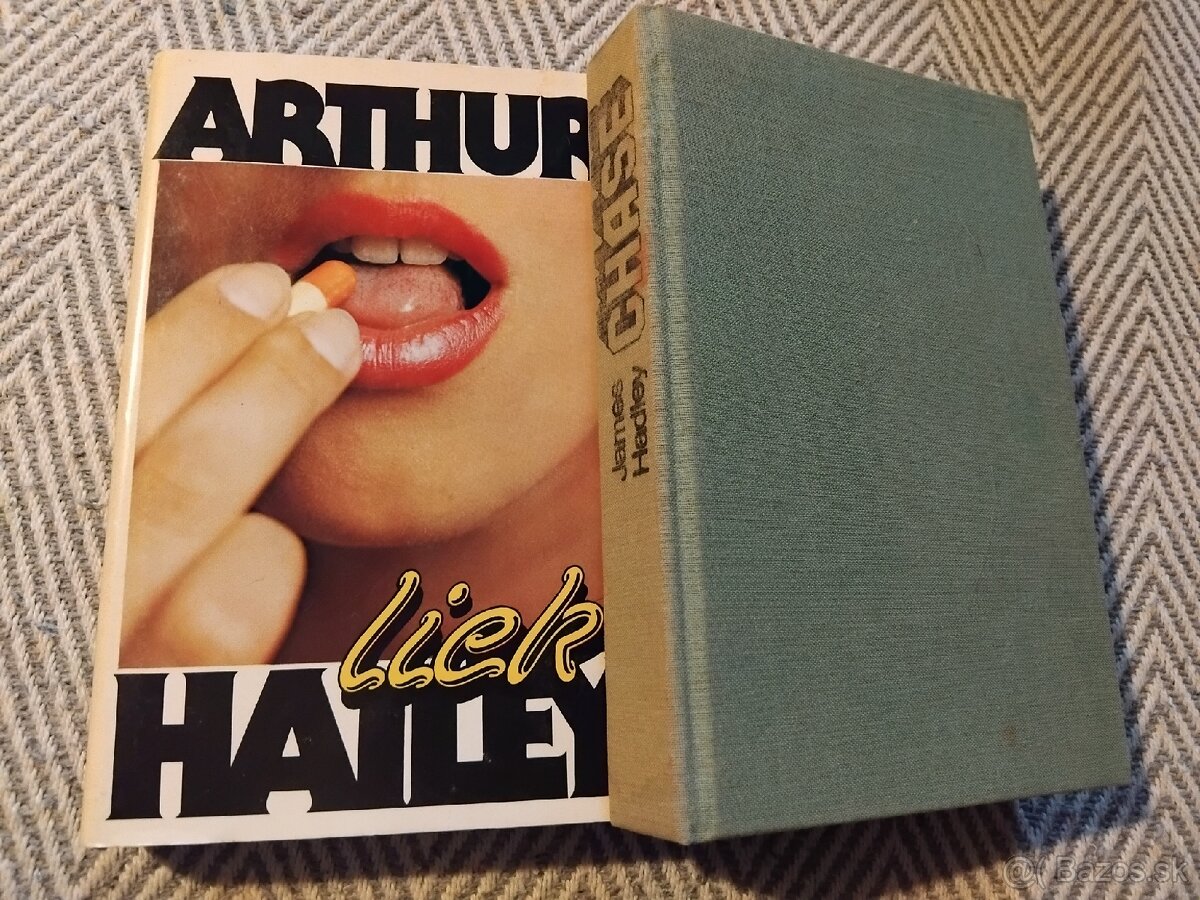 ARTHUR
liek
HAILEY
James
Hadley
CHASE
@( Bazos.sk